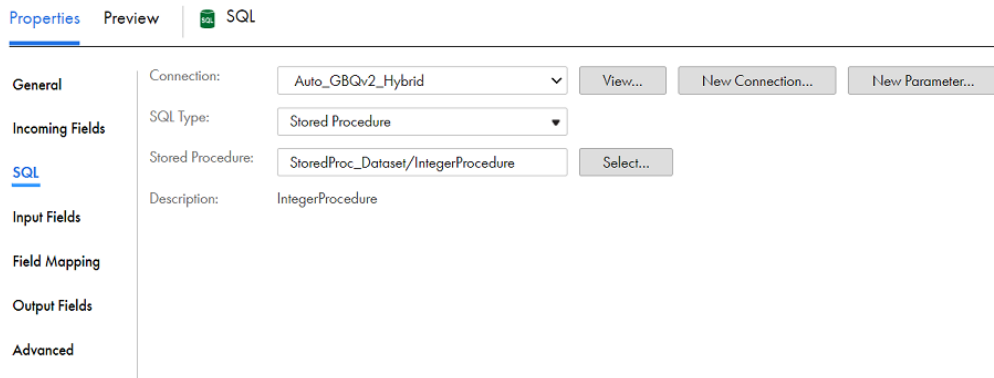 Properties Preview SQL SQL
General
Incoming Fields
SQL
Input Fields
Field Mapping
Output Fields
Advanced
Connection: Auto_GBQv2_Hybrid View... New Connection... New Parameter...
SQL Type: Stored Procedure
Stored Procedure: StoredProc_Dataset/IntegerProcedure Select...
Description: IntegerProcedure